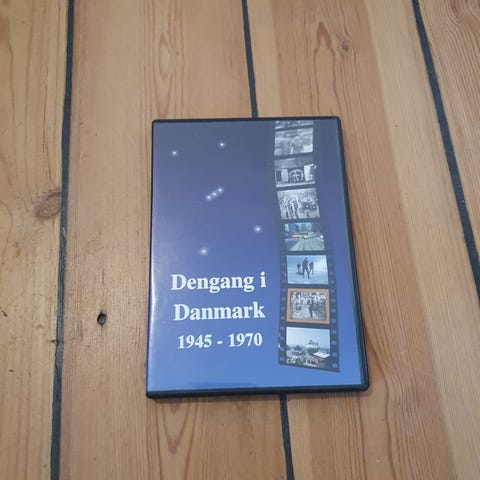 Dengang i
Danmark
1945 - 1970